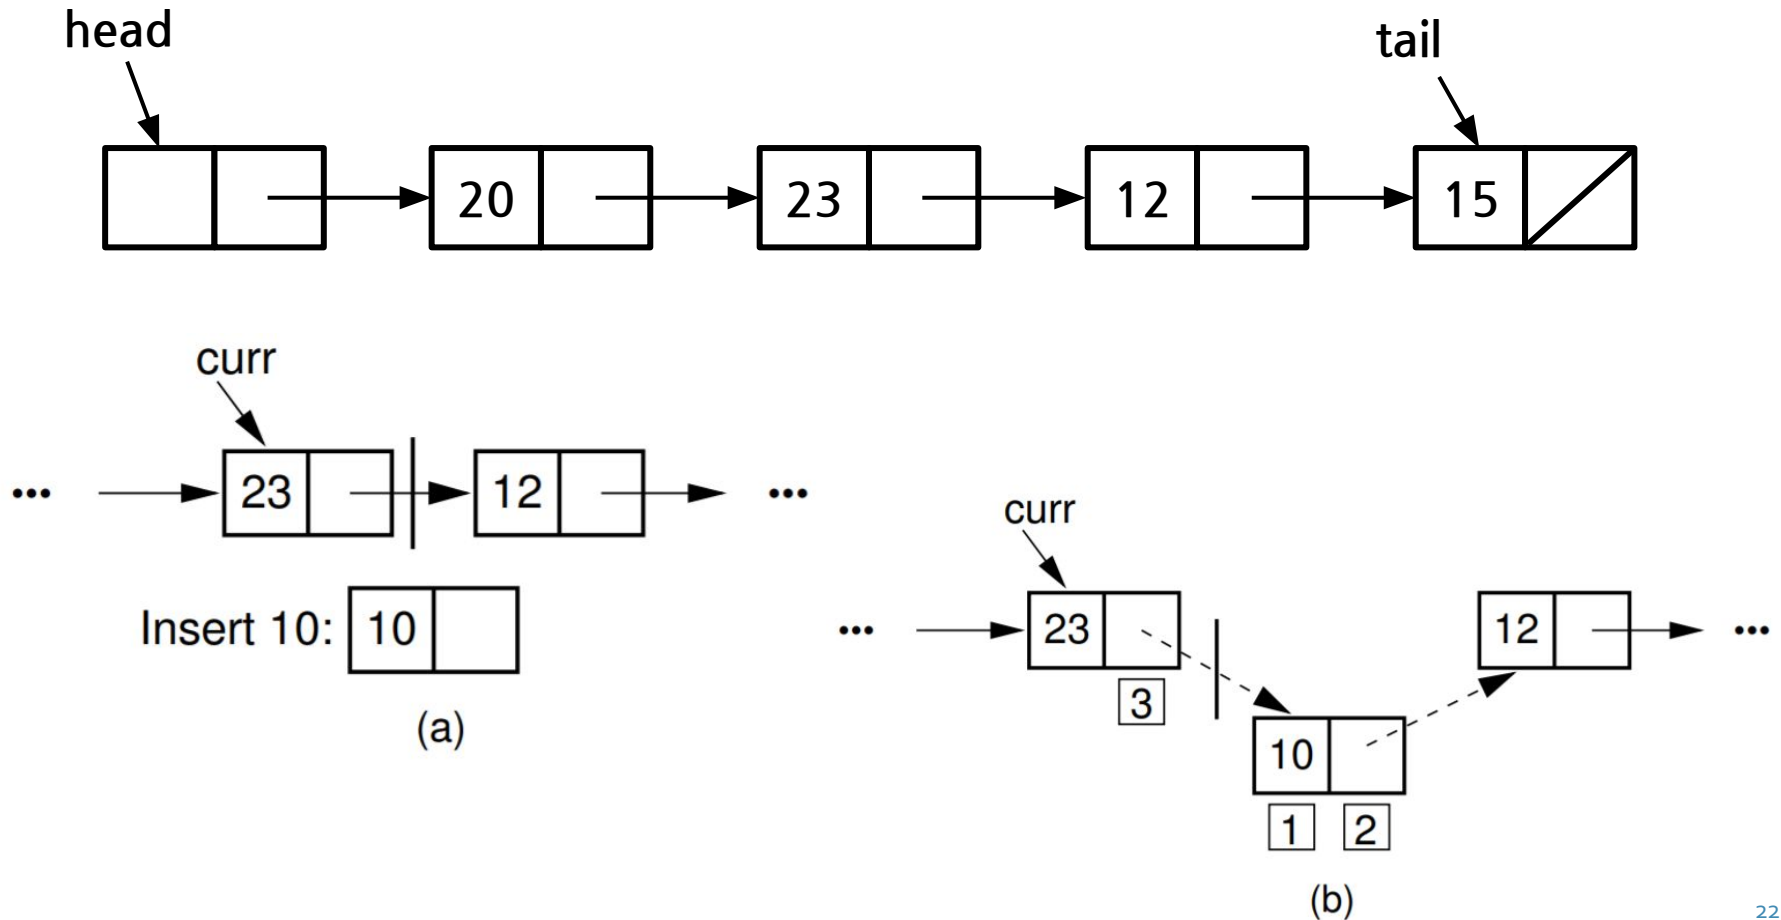 head
tail
20 23 12 15
curr
... 23 12 ...
Insert 10: 10
(a)
curr
... 23 12 ...
3
10
1 2
(b)
22